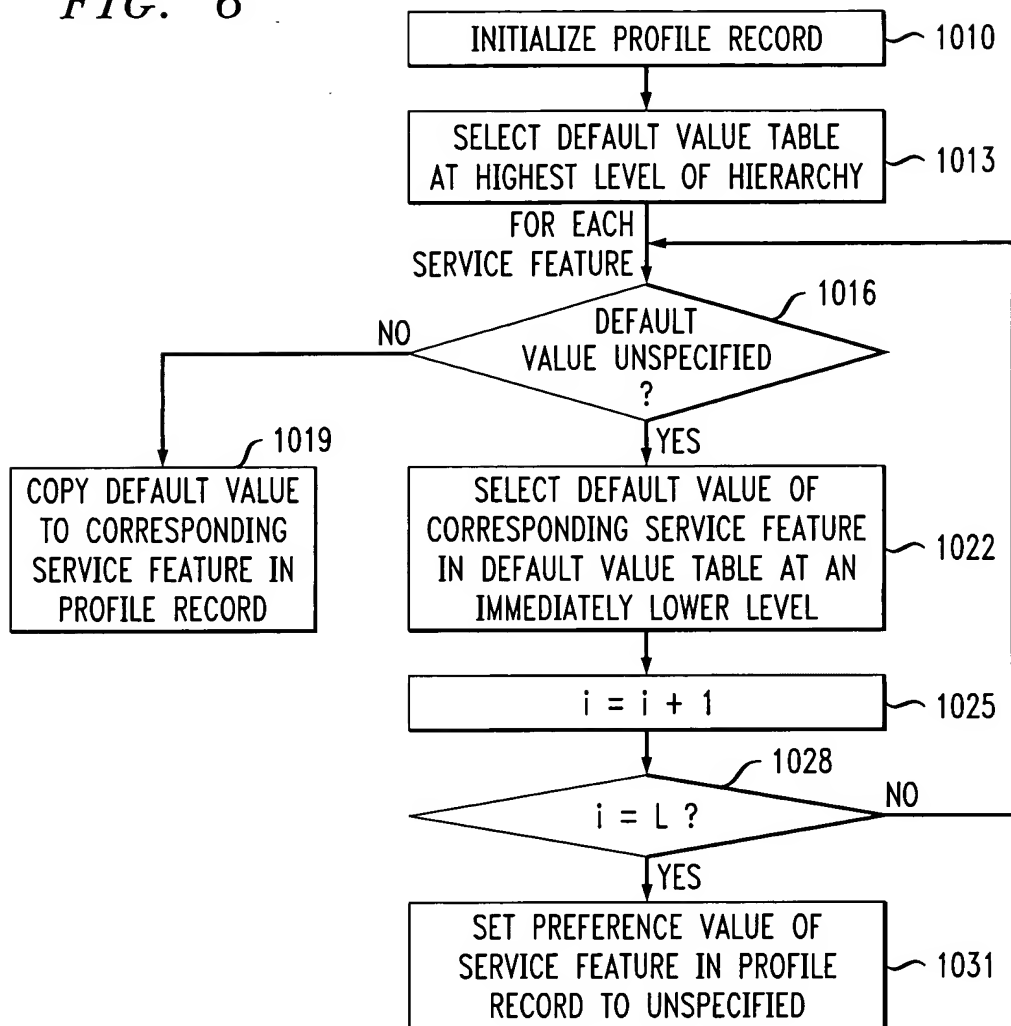 FIG. 6
INITIALIZE PROFILE RECORD
1010
SELECT DEFAULT VALUE TABLE
AT HIGHEST LEVEL OF HIERARCHY
1013
FOR EACH
SERVICE FEATURE
1016
DEFAULT
VALUE UNSPECIFIED
?
NO
YES
1019
COPY DEFAULT VALUE
TO CORRESPONDING
SERVICE FEATURE IN
PROFILE RECORD
SELECT DEFAULT VALUE OF
CORRESPONDING SERVICE FEATURE
IN DEFAULT VALUE TABLE AT AN
IMMEDIATELY LOWER LEVEL
1022
i = i + 1
1025
1028
i = L ?
NO
YES
SET PREFERENCE VALUE OF
SERVICE FEATURE IN PROFILE
RECORD TO UNSPECIFIED
1031